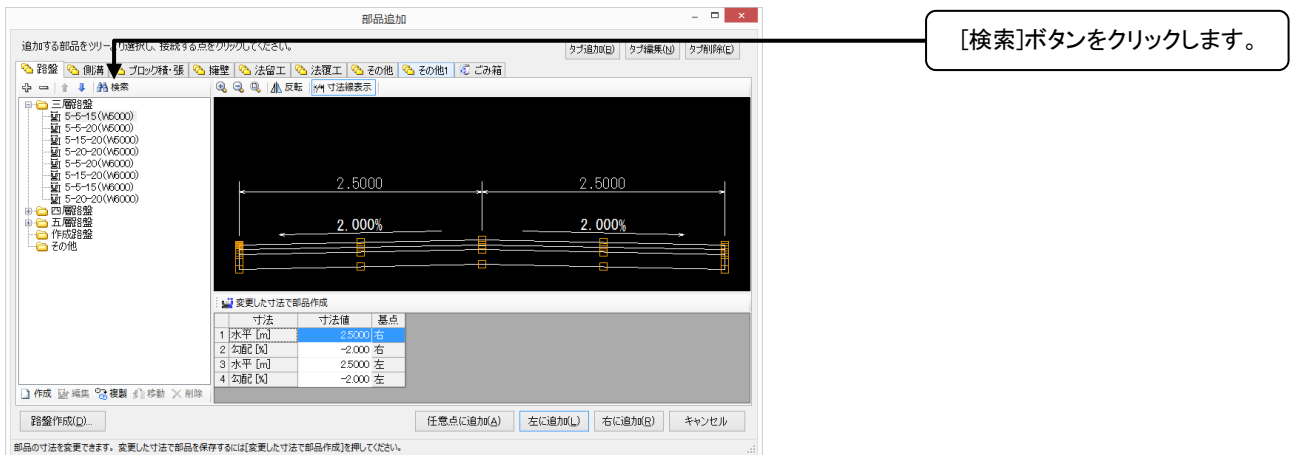 部品追加
[検索]ボタンをクリックします。
追加する部品をツリーより選択し、接続する点をクリックしてください。
タブ追加(B) タブ編集(N) タブ削除(E)
路盤 側溝 ブロック積・張 擁壁 法留工 法覆工 その他 その他1 ごみ箱
検索 反転 寸法線表示
三層路盤
5-5-15(W5000)
5-5-20(W5000)
5-15-20(W5000)
5-20-20(W5000)
5-5-20(W6000)
5-15-20(W6000)
5-5-15(W6000)
5-20-20(W6000)
四層路盤
五層路盤
作成路盤
その他
2.5000 2.5000
2.000% 2.000%
変更した寸法で部品作成
寸法 寸法値 基点
1 水平 [m] 2.5000 右
2 勾配 [%] -2.000 右
3 水平 [m] 2.5000 左
4 勾配 [%] -2.000 左
作成 編集 複製 移動 削除
路盤作成(D)... 任意点に追加(A) 左に追加(L) 右に追加(R) キャンセル
部品の寸法を変更できます。変更した寸法で部品を保存するには[変更した寸法で部品作成]を押してください。